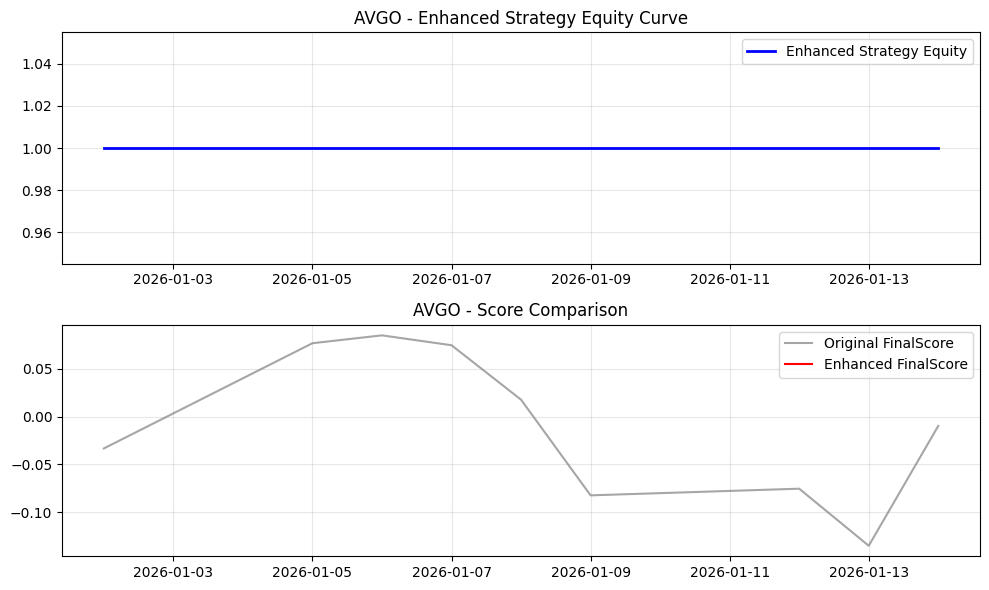 AVGO - Enhanced Strategy Equity Curve
Enhanced Strategy Equity
1.04
1.02
1.00
0.98
0.96
2026-01-03 2026-01-05 2026-01-07 2026-01-09 2026-01-11 2026-01-13
AVGO - Score Comparison
Original FinalScore
Enhanced FinalScore
0.05
0.00
−0.05
−0.10
2026-01-03 2026-01-05 2026-01-07 2026-01-09 2026-01-11 2026-01-13